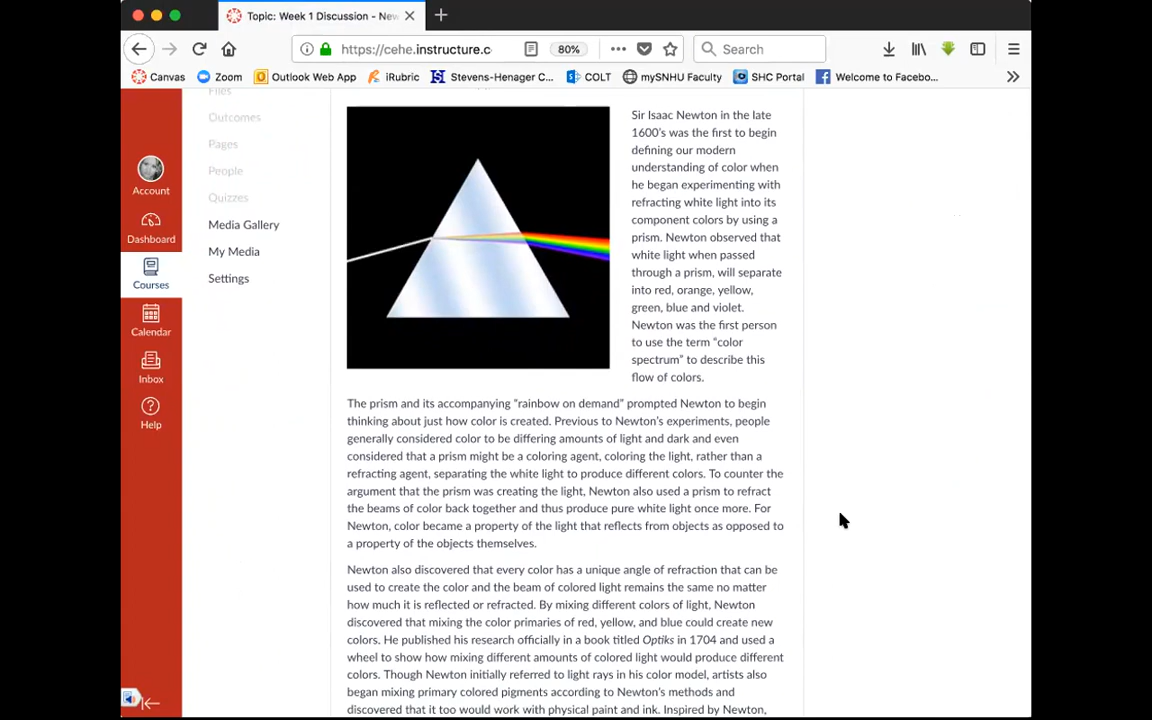 Topic: Week 1 Discussion - New
https://cehe.instructure.c
80%
Search
Canvas
Zoom
Outlook Web App
iRubric
Stevens-Henager C...
COLT
mySNHU Faculty
SHC Portal
Welcome to Facebo...
Files
Outcomes
Pages
People
Quizzes
Media Gallery
My Media
Settings
Account
Dashboard
Courses
Calendar
Inbox
Help
Sir Isaac Newton in the late
1600's was the first to begin
defining our modern
understanding of color when
he began experimenting with
refracting white light into its
component colors by using a
prism. Newton observed that
white light when passed
through a prism, will separate
into red, orange, yellow,
green, blue and violet.
Newton was the first person
to use the term “color
spectrum” to describe this
flow of colors.
The prism and its accompanying “rainbow on demand” prompted Newton to begin
thinking about just how color is created. Previous to Newton’s experiments, people
generally considered color to be differing amounts of light and dark and even
considered that a prism might be a coloring agent, coloring the light, rather than a
refracting agent, separating the white light to produce different colors. To counter the
argument that the prism was creating the light, Newton also used a prism to refract
the beams of color back together and thus produce pure white light once more. For
Newton, color became a property of the light that reflects from objects as opposed to
a property of the objects themselves.
Newton also discovered that every color has a unique angle of refraction that can be
used to create the color and the beam of colored light remains the same no matter
how much it is reflected or refracted. By mixing different colors of light, Newton
discovered that mixing the color primaries of red, yellow, and blue could create new
colors. He published his research officially in a book titled Optiks in 1704 and used a
wheel to show how mixing different amounts of colored light would produce different
colors. Though Newton initially referred to light rays in his color model, artists also
began mixing primary colored pigments according to Newton’s methods and
discovered that it too would work with physical paint and ink. Inspired by Newton,